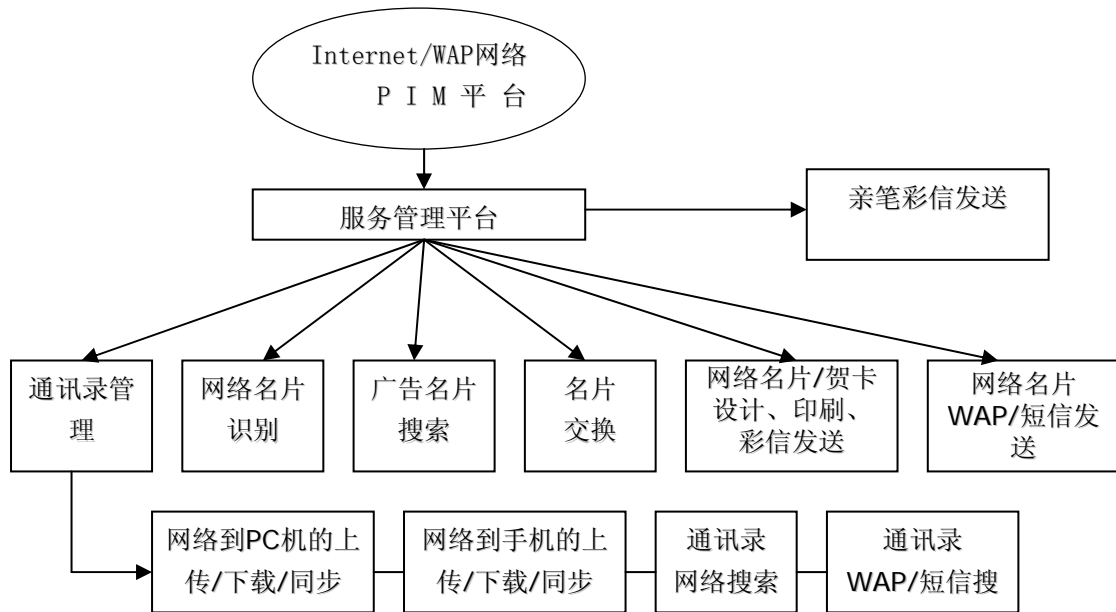 Internet/WAP网络
P I M 平 台
服务管理平台
亲笔彩信发送
通讯录管
理
网络名片
识别
广告名片
搜索
名片
交换
网络名片/贺卡
设计、印刷、
彩信发送
网络名片
WAP/短信发
送
网络到PC机的上
传/下载/同步
网络到手机的上
传/下载/同步
通讯录
网络搜索
通讯录
WAP/短信搜